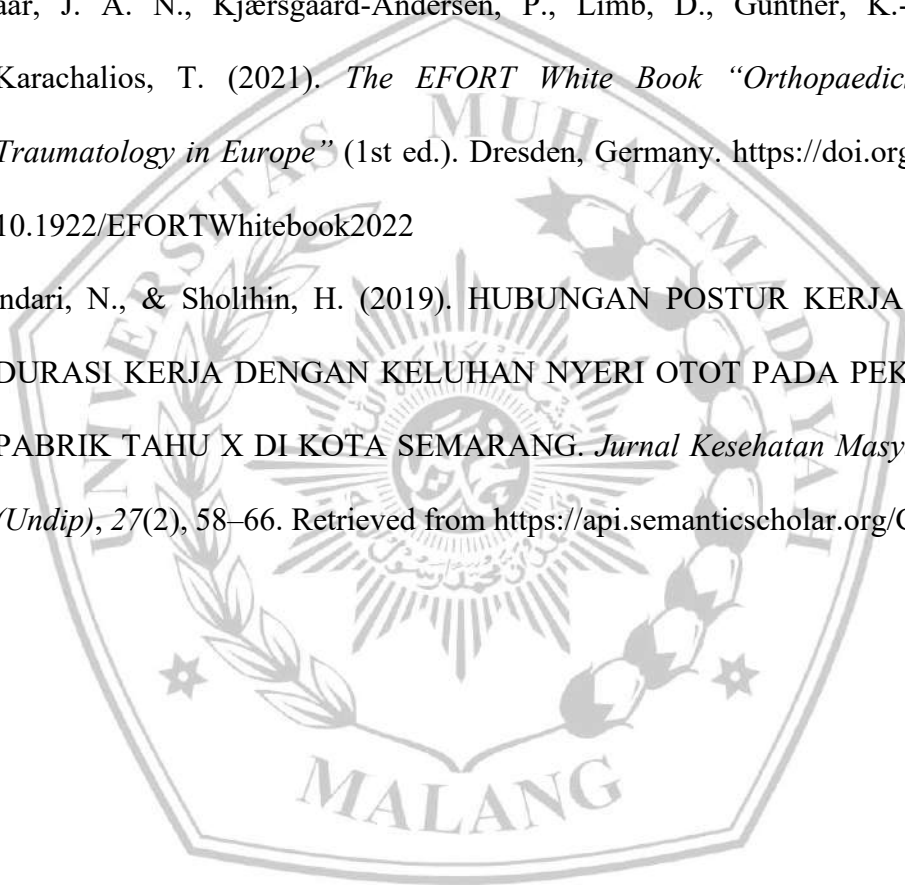 aar, J. A. N., Kjærsgaard-Andersen, P., Limb, D., Günther, K.-
Karachalios, T. (2021). The EFORT White Book “Orthopaedic
Traumatology in Europe” (1st ed.). Dresden, Germany. https://doi.org
10.1922/EFORTWhitebook2022
ndari, N., & Sholihin, H. (2019). HUBUNGAN POSTUR KERJA
DURASI KERJA DENGAN KELUHAN NYERI OTOT PADA PEK
PABRIK TAHU X DI KOTA SEMARANG. Jurnal Kesehatan Masy
(Undip), 27(2), 58–66. Retrieved from https://api.semanticscholar.org/C
UNIVERSITAS MUHAMMADIYAH
MALANG